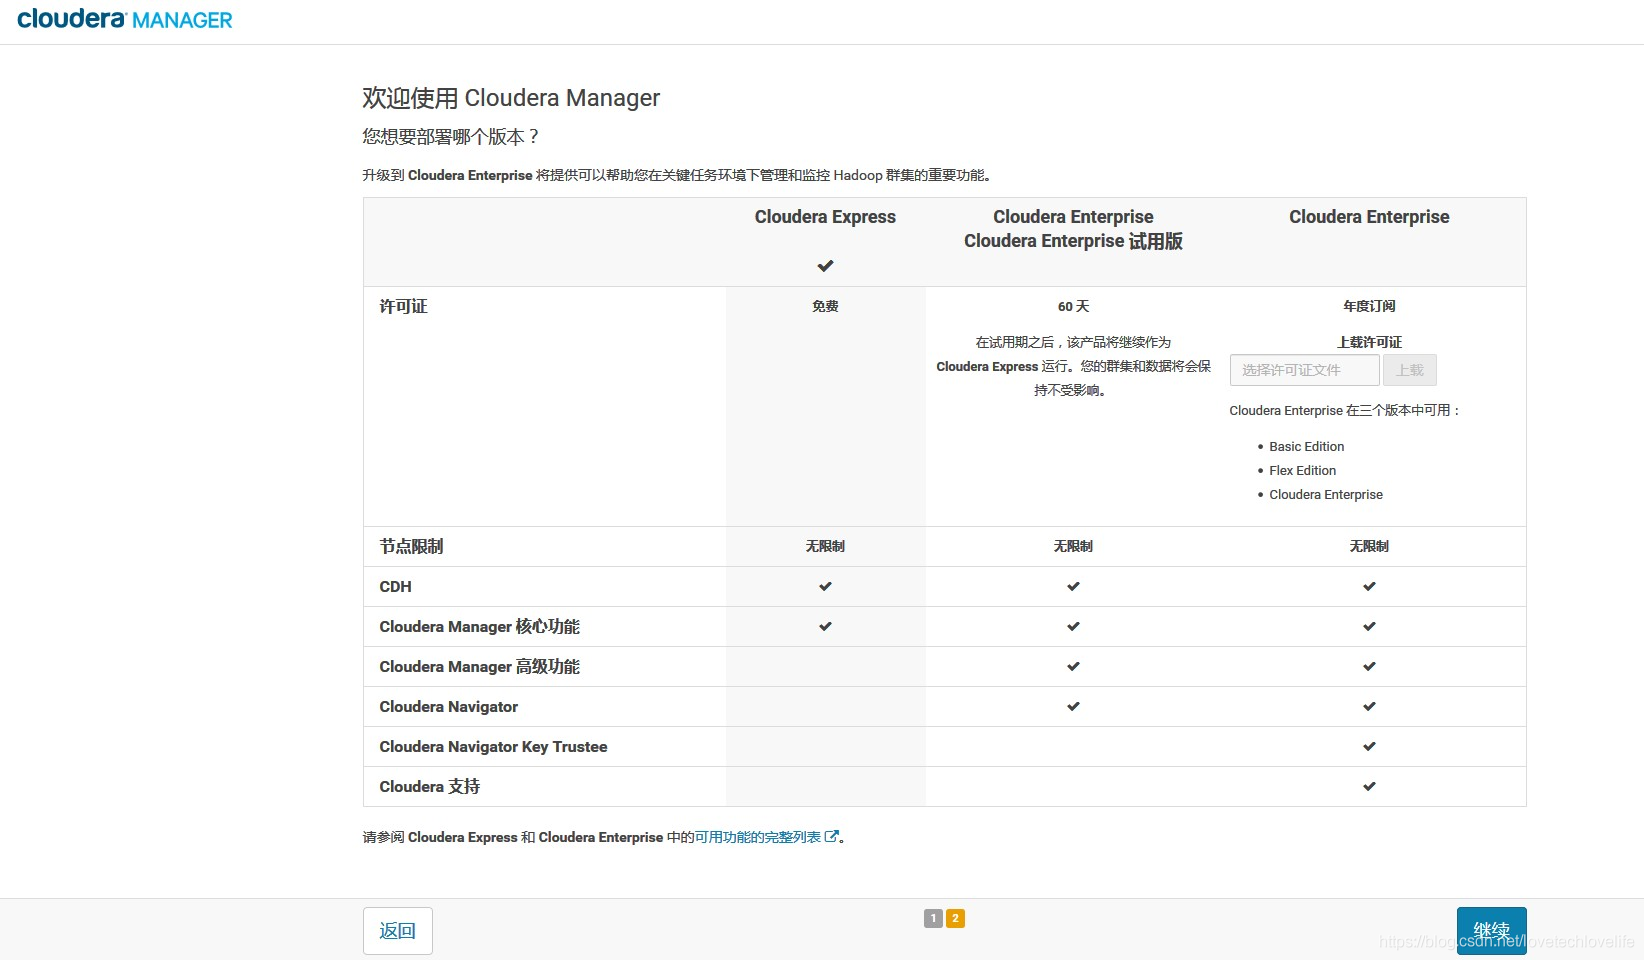 cloudera MANAGER
欢迎使用 Cloudera Manager
您想要部署哪个版本？
升级到 Cloudera Enterprise 将提供可以帮助您在关键任务环境下管理和监控 Hadoop 群集的重要功能。
Cloudera Express
Cloudera Enterprise
Cloudera Enterprise 试用版
Cloudera Enterprise
许可证
免费
60 天
在试用期之后，该产品将继续作为
Cloudera Express 运行。您的群集和数据将会保
持不受影响。
年度订阅
上载许可证
选择许可证文件 上载
Cloudera Enterprise 在三个版本中可用：
• Basic Edition
• Flex Edition
• Cloudera Enterprise
节点限制 无限制 无限制 无限制
CDH
Cloudera Manager 核心功能
Cloudera Manager 高级功能
Cloudera Navigator
Cloudera Navigator Key Trustee
Cloudera 支持
请参阅 Cloudera Express 和 Cloudera Enterprise 中的可用功能的完整列表。
返回 1 2 继续
https://blog.csdn.net/lovetechlovelife